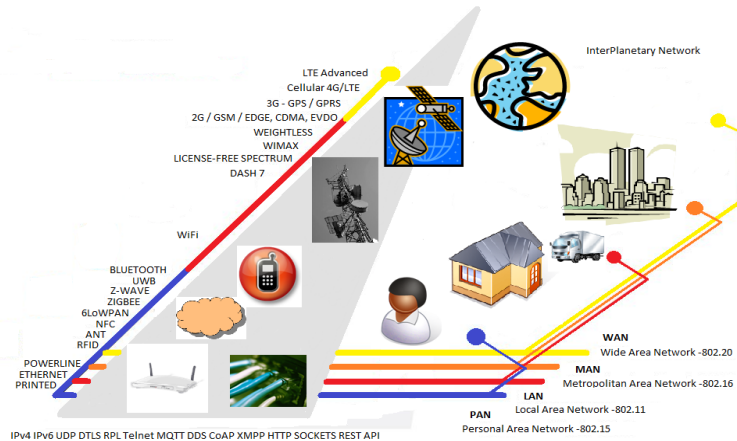 InterPlanetary Network
LTE Advanced
Cellular 4G/LTE
3G - GPS / GPRS
2G / GSM / EDGE, CDMA, EVDO
WEIGHTLESS
WIMAX
LICENSE-FREE SPECTRUM
DASH 7
WiFi
BLUETOOTH
UWB
Z-WAVE
ZIGBEE
6LoWPAN
NFC
ANT
RFID
POWERLINE
ETHERNET
PRINTED
WAN
Wide Area Network -802.20
MAN
Metropolitan Area Network -802.16
LAN
Local Area Network -802.11
PAN
Personal Area Network -802.15
IPv4 IPv6 UDP DTLS RPL Telnet MQTT DDS CoAP XMPP HTTP SOCKETS REST API